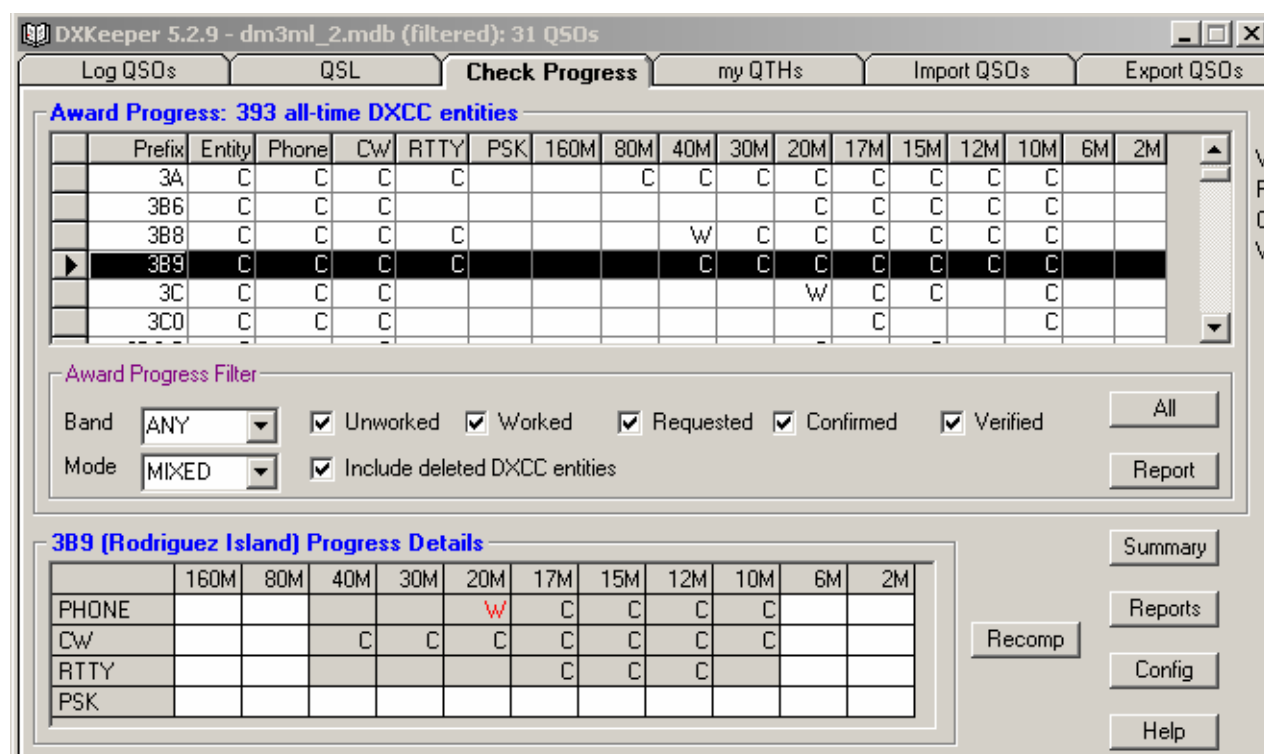 DXKeeper 5.2.9 - dm3ml_2.mdb (filtered): 31 QSOs
Log QSOs QSL Check Progress my QTHs Import QSOs Export QSOs
Award Progress: 393 all-time DXCC entities
Prefix Entity Phone CW RTTY PSK 160M 80M 40M 30M 20M 17M 15M 12M 10M 6M 2M
3A C C C C C C C C C C C C
3B6 C C C C C C C C
3B8 C C C C W C C C C C C
3B9 C C C C C C C C C C C
3C C C C W C C C
3C0 C C C C C
Award Progress Filter
Band ANY Unworked Worked Requested Confirmed Verified All
Mode MIXED Include deleted DXCC entities Report
3B9 (Rodriguez Island) Progress Details Summary
160M 80M 40M 30M 20M 17M 15M 12M 10M 6M 2M
PHONE W C C C C Reports
CW C C C C C C C Recomp
RTTY C C C Config
PSK
Help